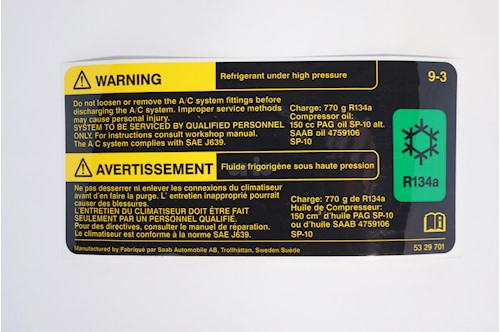 WARNING
Refrigerant under high pressure
9-3
Do not loosen or remove the A/C system fittings before
discharging the A/C system. Improper service methods
may cause personal injury.
SYSTEM TO BE SERVICED BY QUALIFIED PERSONNEL
ONLY. For instructions consult workshop manual.
The A/C system complies with SAE J639.
Charge: 770 g R134a
Compressor oil:
150 cc PAG oil SP-10 alt.
SAAB oil 4759106
SP-10
R134a
AVERTISSEMENT
Fluide frigorigène sous haute pression
Ne pas desserrer ni enlever les connexions du climatiseur
avant d'en faire la purge. L' entretien inapproprié pourrait
causer des blessures.
L'ENTRETIEN DU CLIMATISEUR DOIT ÊTRE FAIT
SEULEMENT PAR UN PERSONNEL QUALIFIÉ.
Pour des directives, consulter le manuel de réparation.
Le climatiseur est conforme à la norme SAE J639.
Charge: 770 g de R134a
Huile de Compresseur:
150 cm³ d'huile PAG SP-10
ou d'huile SAAB 4759106
SP-10
Manufactured by/Fabriqué par Saab Automobile AB, Trollhättan, Sweden Suède
53 29 701